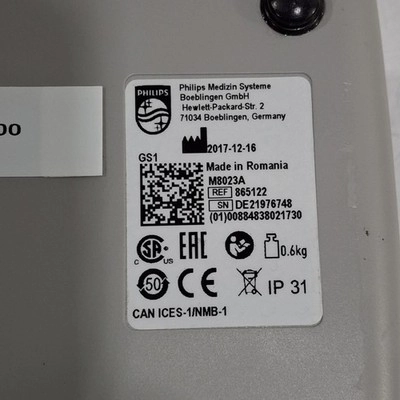 PHILIPS
Philips Medizin Systeme
Boeblingen GmbH
Hewlett-Packard-Str. 2
71034 Boeblingen, Germany
2017-12-16
GS1
Made in Romania
M8023A
REF 865122
SN DE21976748
(01)00884838021730
C SA US
EAC
0.6kg
50
CE
IP 31
CAN ICES-1/NMB-1